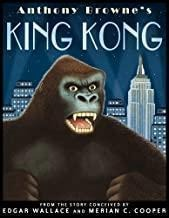 Anthony Browne's
KING KONG
FROM THE STORY CONCEIVED BY
EDGAR WALLACE AND MERIAN C. COOPER